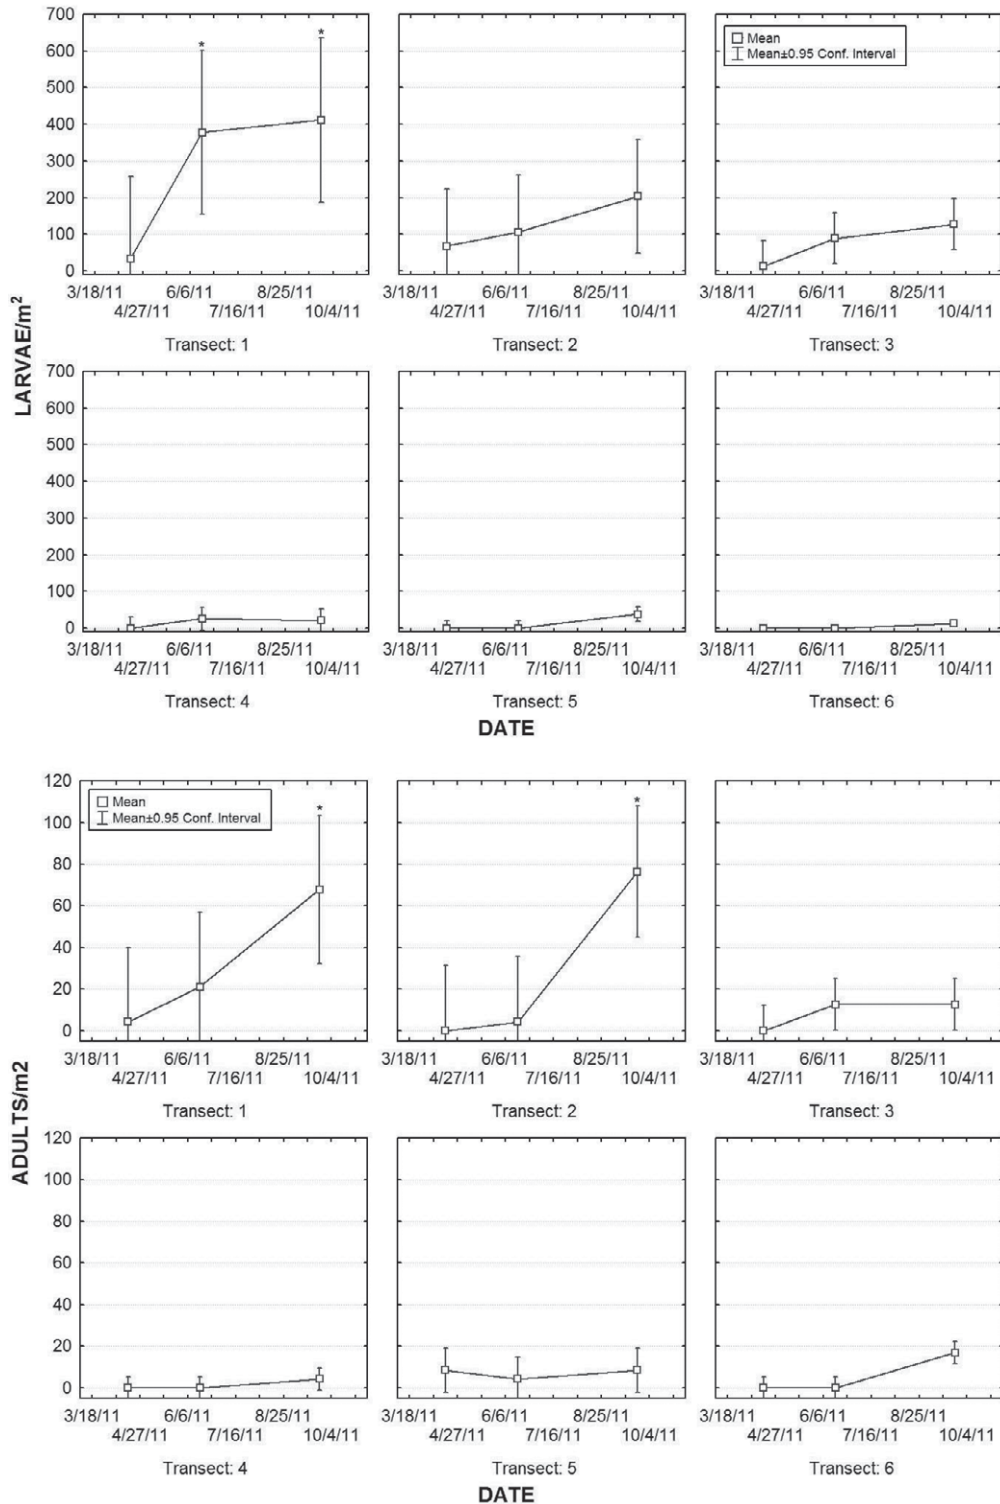 700
600
500
400
300
200
100
0
* *
□ Mean
⌶ Mean±0.95 Conf. Interval
3/18/11 6/6/11 8/25/11 3/18/11 6/6/11 8/25/11 3/18/11 6/6/11 8/25/11
4/27/11 7/16/11 10/4/11 4/27/11 7/16/11 10/4/11 4/27/11 7/16/11 10/4/11
Transect: 1 Transect: 2 Transect: 3
LARVAE/m²
700
600
500
400
300
200
100
0
3/18/11 6/6/11 8/25/11 3/18/11 6/6/11 8/25/11 3/18/11 6/6/11 8/25/11
4/27/11 7/16/11 10/4/11 4/27/11 7/16/11 10/4/11 4/27/11 7/16/11 10/4/11
Transect: 4 Transect: 5 Transect: 6
DATE
120
100
80
60
40
20
0
□ Mean
⌶ Mean±0.95 Conf. Interval
* *
3/18/11 6/6/11 8/25/11 3/18/11 6/6/11 8/25/11 3/18/11 6/6/11 8/25/11
4/27/11 7/16/11 10/4/11 4/27/11 7/16/11 10/4/11 4/27/11 7/16/11 10/4/11
Transect: 1 Transect: 2 Transect: 3
ADULTS/m2
120
100
80
60
40
20
0
3/18/11 6/6/11 8/25/11 3/18/11 6/6/11 8/25/11 3/18/11 6/6/11 8/25/11
4/27/11 7/16/11 10/4/11 4/27/11 7/16/11 10/4/11 4/27/11 7/16/11 10/4/11
Transect: 4 Transect: 5 Transect: 6
DATE